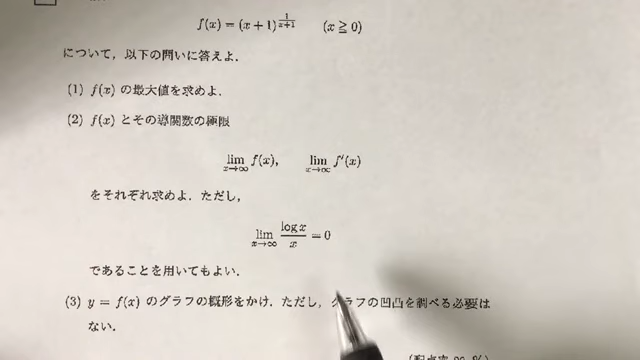 f(x) = (x+1)^{\frac{1}{x+1}} (x ≧ 0)
について，以下の問いに答えよ．
(1) f(x) の最大値を求めよ．
(2) f(x) とその導関数の極限
lim_{x→∞} f(x), lim_{x→∞} f′(x)
をそれぞれ求めよ．ただし，
lim_{x→∞} \frac{log x}{x} = 0
であることを用いてもよい．
(3) y = f(x) のグラフの概形をかけ．ただし，グラフの凹凸を調べる必要は
ない．